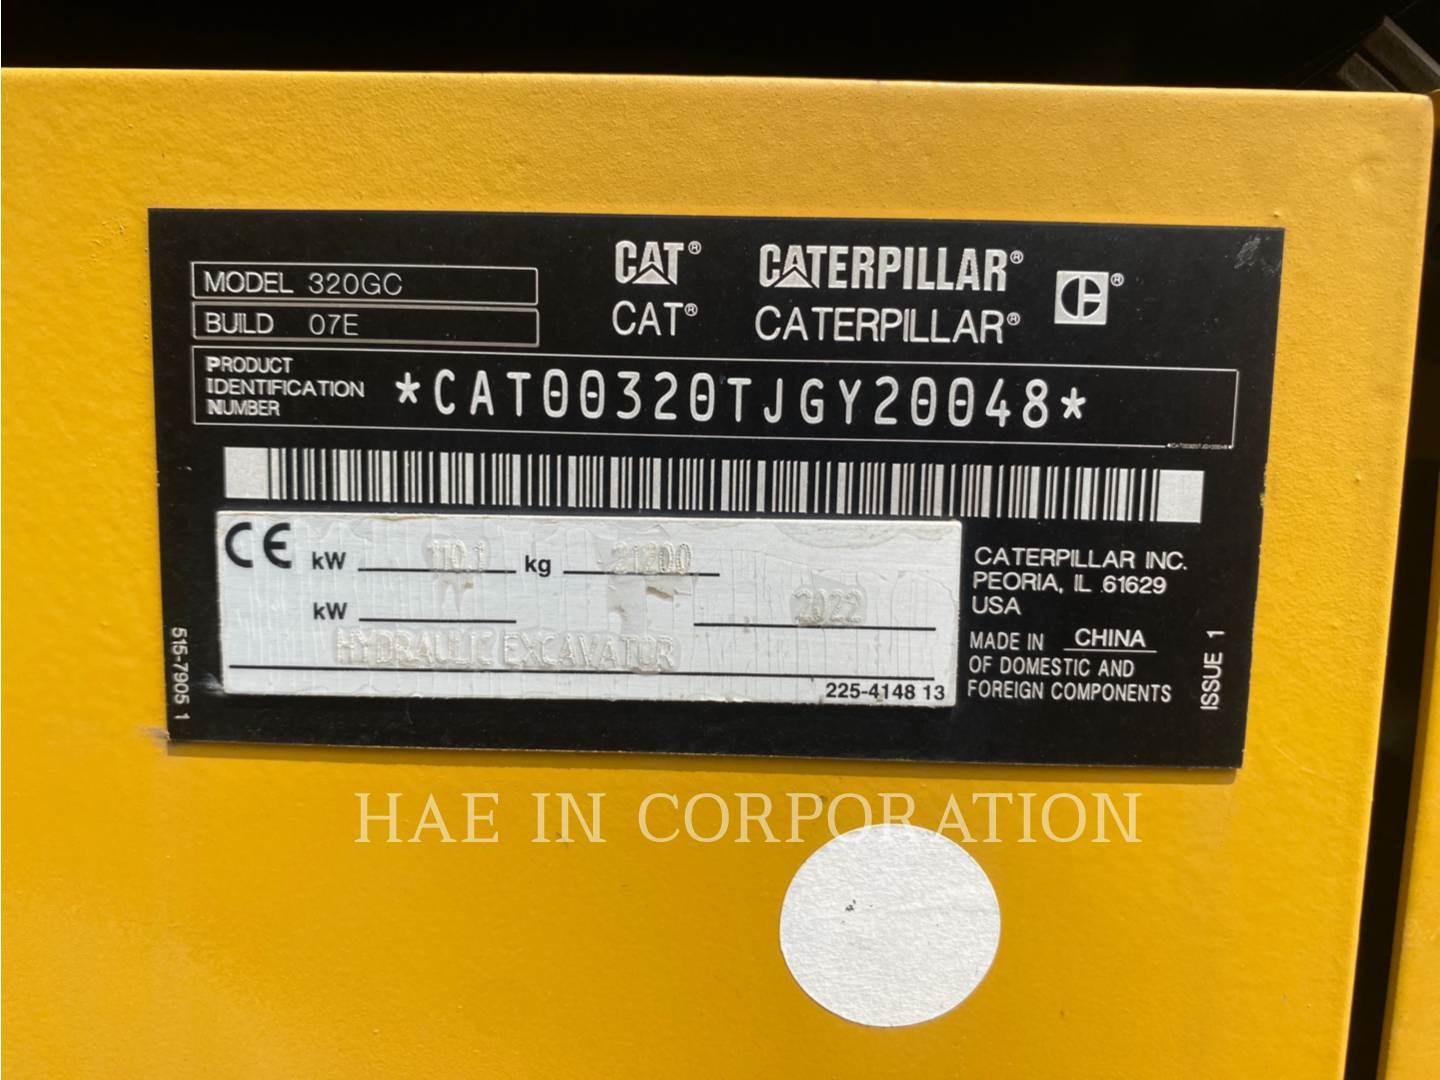 MODEL 320GC
BUILD 07E
CAT® CATERPILLAR® C®
CAT® CATERPILLAR®
PRODUCT
IDENTIFICATION
NUMBER
*CAT00320TJGY20048*
*CAT00320TJGY20048*
CE kW 110.1 kg 21200
kW 2022
HYDRAULIC EXCAVATOR
225-4148 13
515-7905 1
CATERPILLAR INC.
PEORIA, IL 61629
USA
MADE IN CHINA
OF DOMESTIC AND
FOREIGN COMPONENTS
ISSUE 1
HAE IN CORPORATION